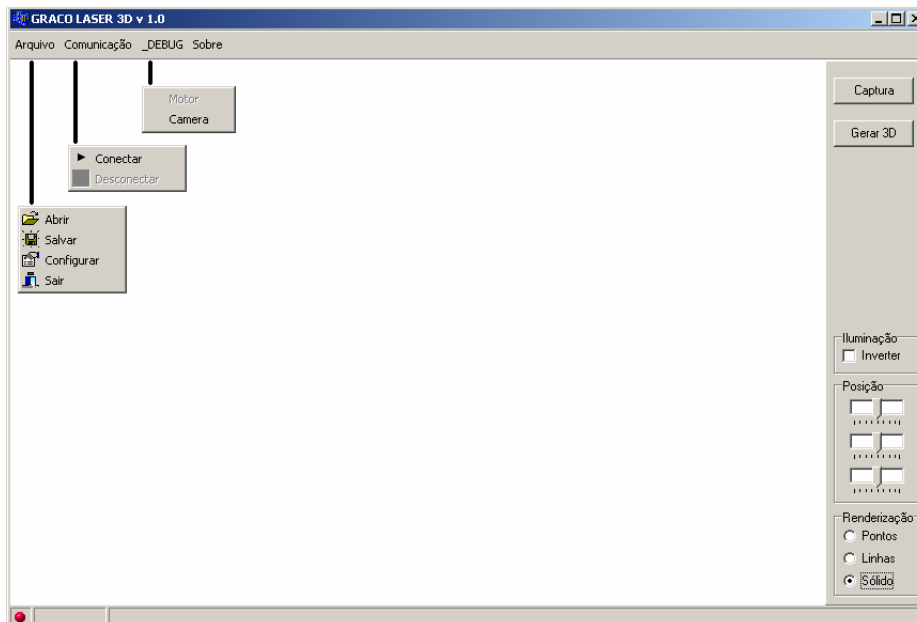 GRACO LASER 3D v 1.0
Arquivo Comunicação _DEBUG Sobre
Motor
Camera
Conectar
Desconectar
Abrir
Salvar
Configurar
Sair
Captura
Gerar 3D
Iluminação
Inverter
Posição
Renderização
Pontos
Linhas
Sólido